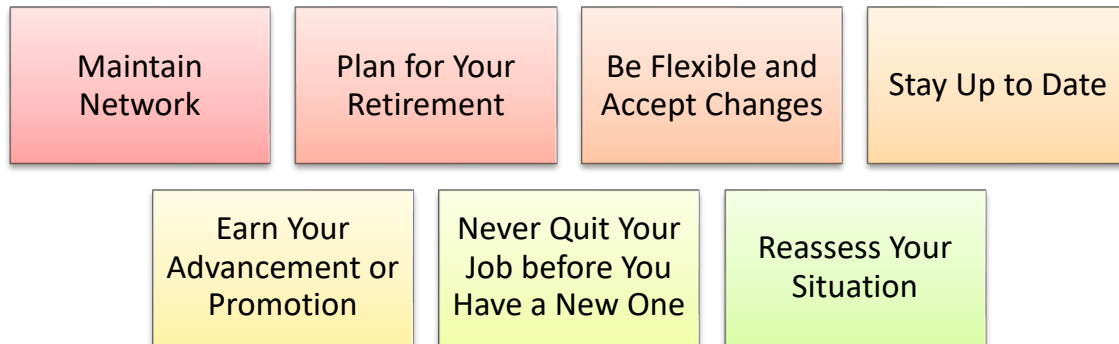 Maintain
Network
Plan for Your
Retirement
Be Flexible and
Accept Changes
Stay Up to Date
Earn Your
Advancement or
Promotion
Never Quit Your
Job before You
Have a New One
Reassess Your
Situation